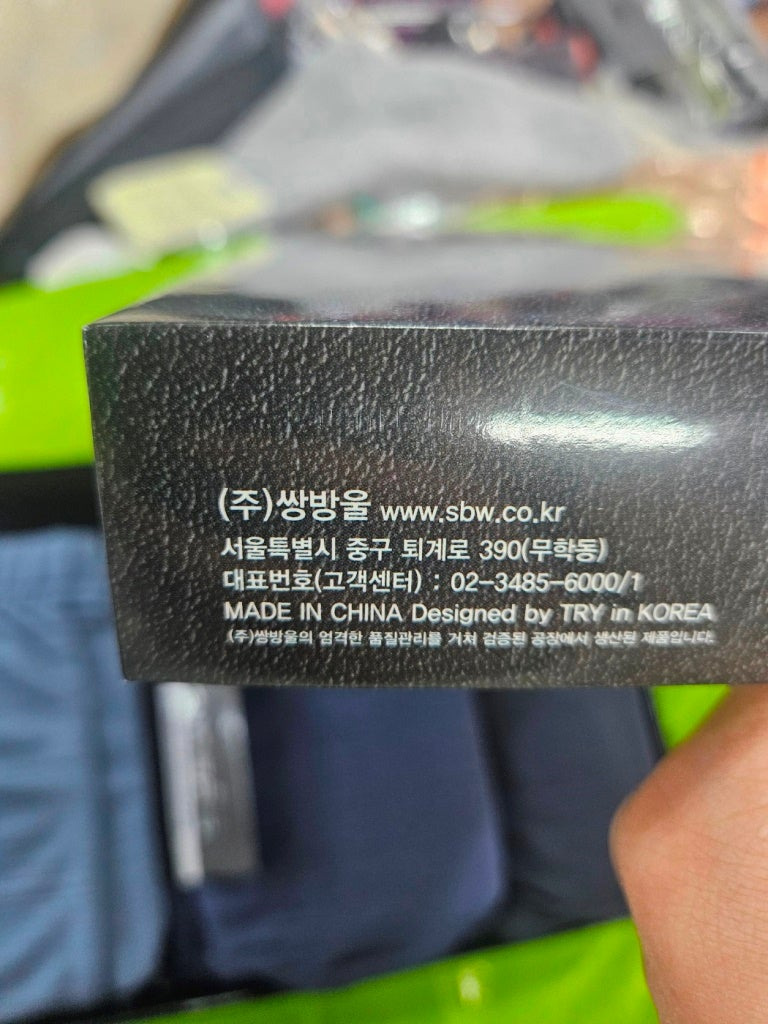 (주)쌍방울 www.sbw.co.kr
서울특별시 중구 퇴계로 390(무학동)
대표번호(고객센터) : 02-3485-6000/1
MADE IN CHINA Designed by TRY in KOREA
(주)쌍방울의 엄격한 품질관리를 거쳐 검증된 공장에서 생산된 제품입니다.